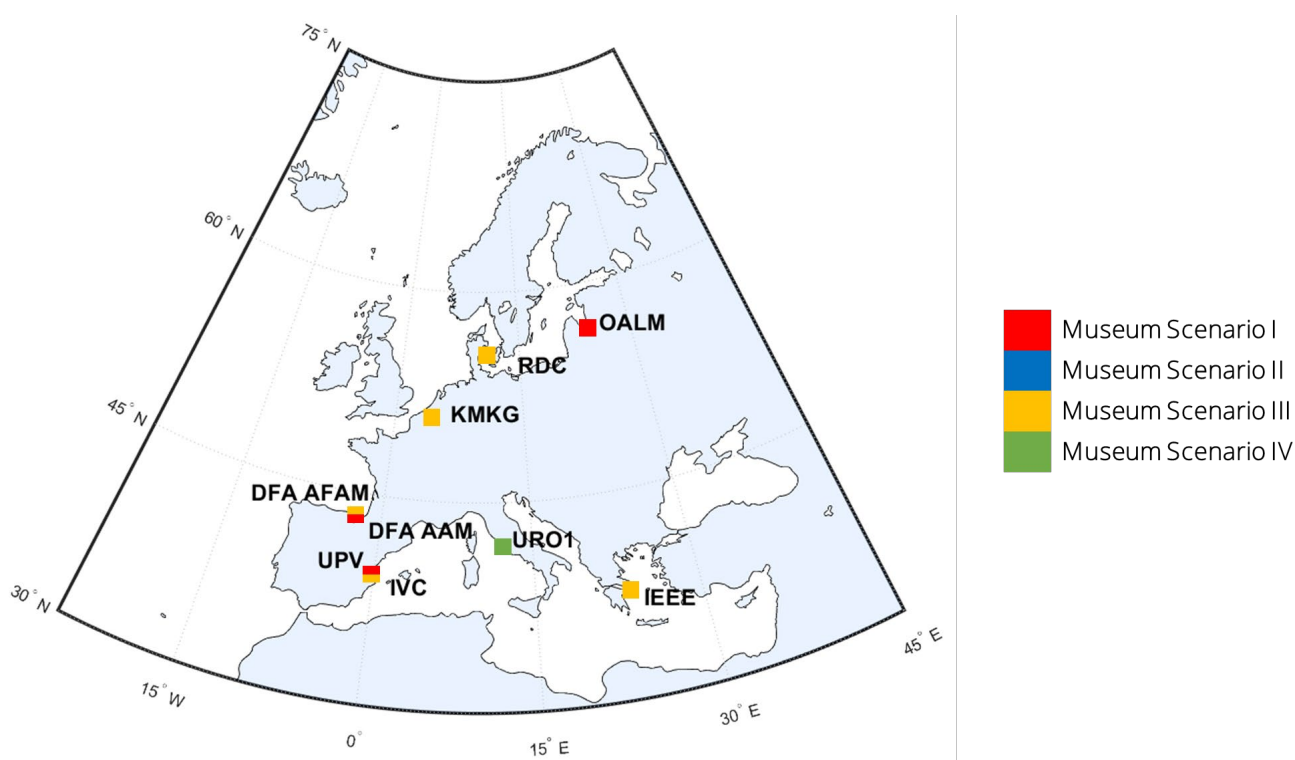 75° N
60° N
45° N
30° N
15° W
0°
15° E
30° E
45° E
OALM
RDC
KMKG
DFA AFAM
DFA AAM
URO1
UPV
IVC
IEEE
Museum Scenario I
Museum Scenario II
Museum Scenario III
Museum Scenario IV